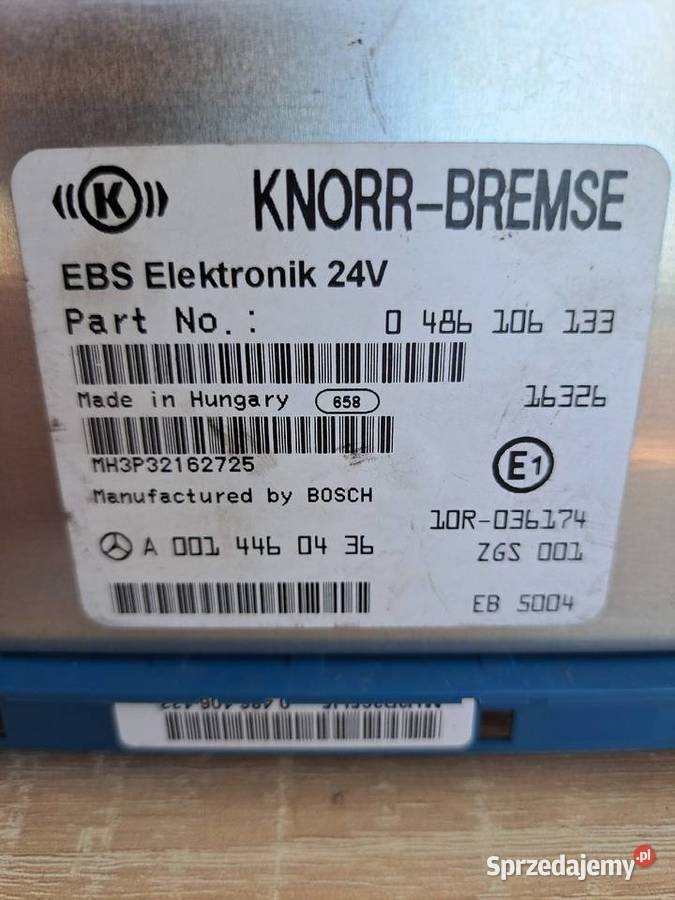 K KNORR-BREMSE
EBS Elektronik 24V
Part No.: 0 486 106 133
Made in Hungary 658 16326
MH3P32162725
E1
Manufactured by BOSCH
10R-036174
A 001 446 04 36 ZGS 001
EB 5004
Sprzedajemy.pl